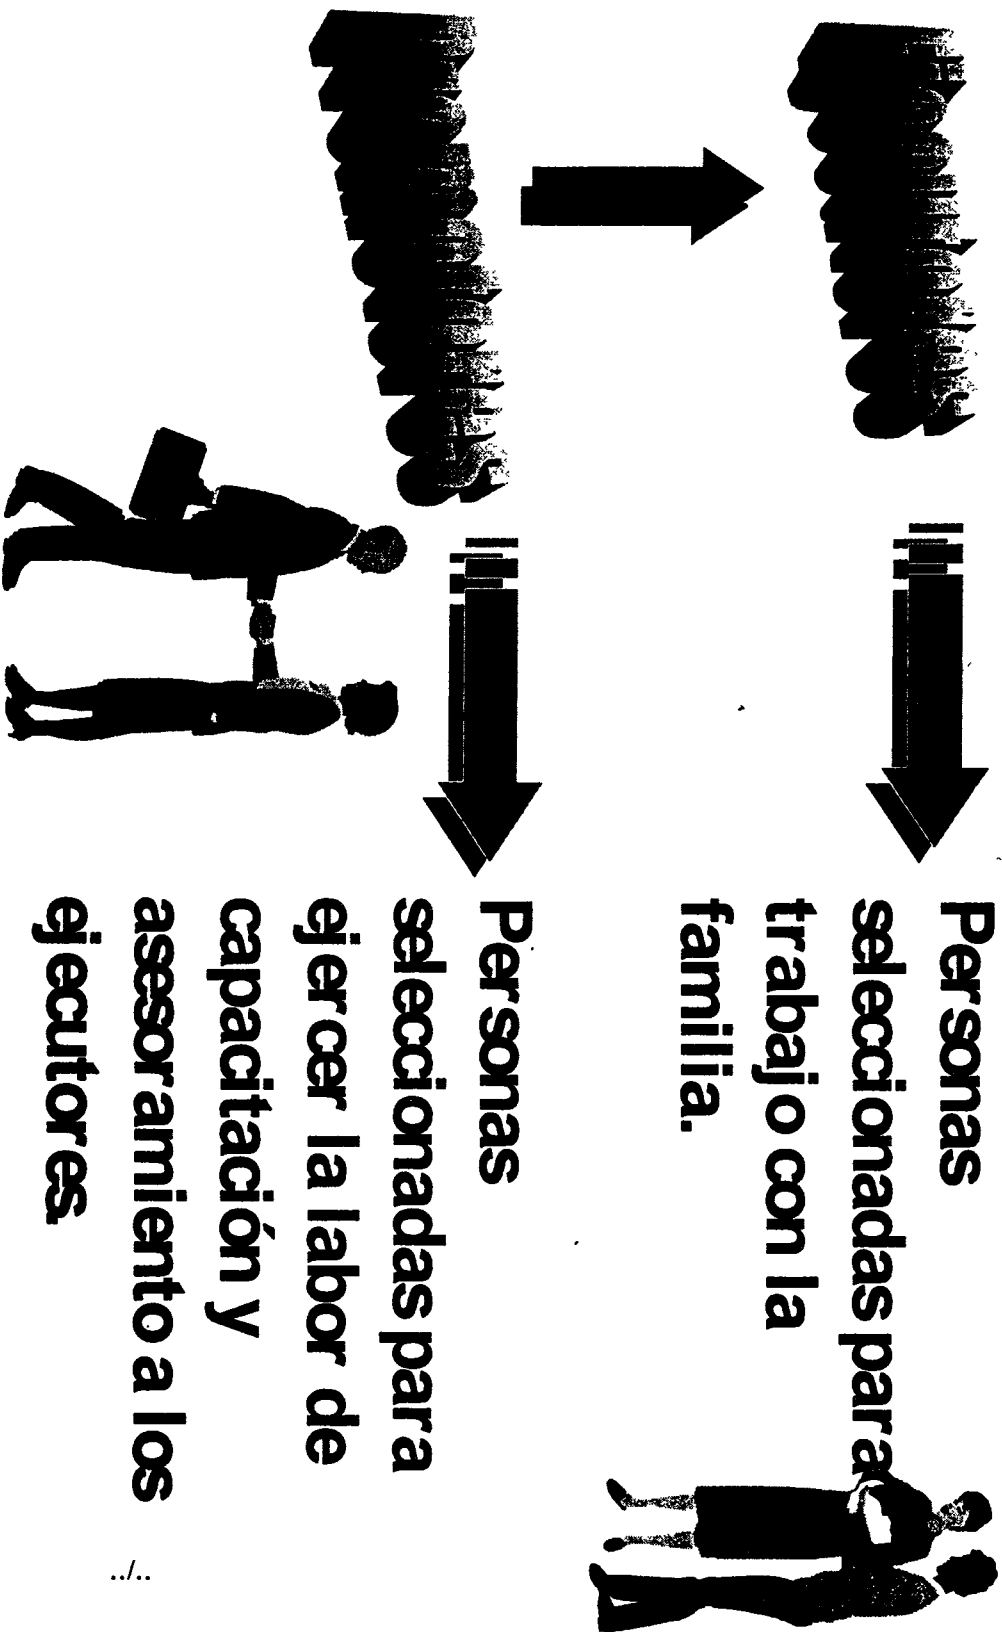 Personas
seleccionadas para
trabajo con la
familia.
Personas
seleccionadas para
ejercer la labor de
capacitación y
asesoramiento a los
ejecutores.
../..